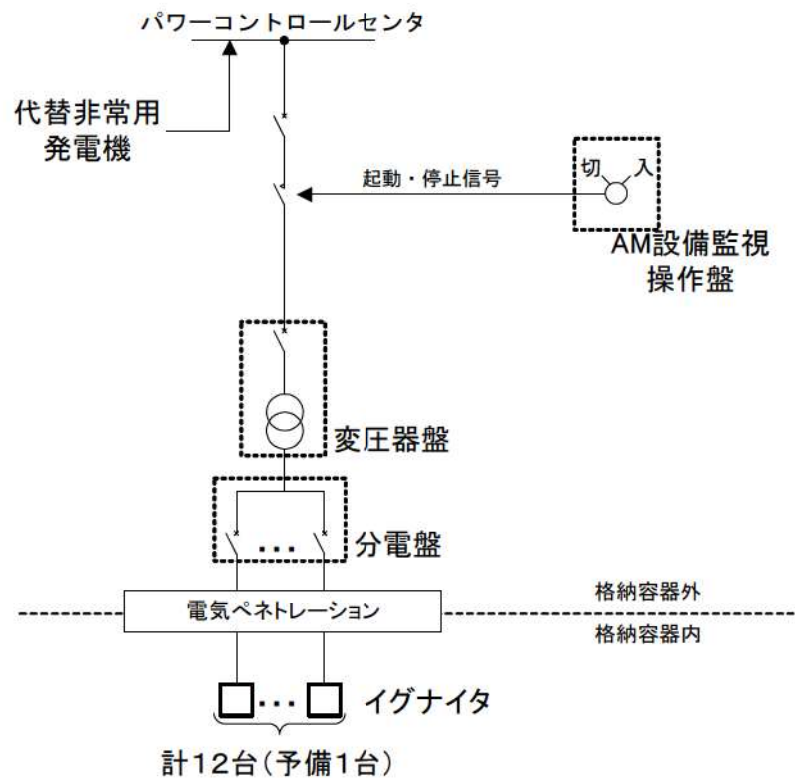 パワーコントロールセンタ
代替非常用
発電機
切 入
起動・停止信号
AM設備監視
操作盤
変圧器盤
分電盤
電気ペネトレーション
格納容器外
格納容器内
イグナイタ
計12台(予備1台)